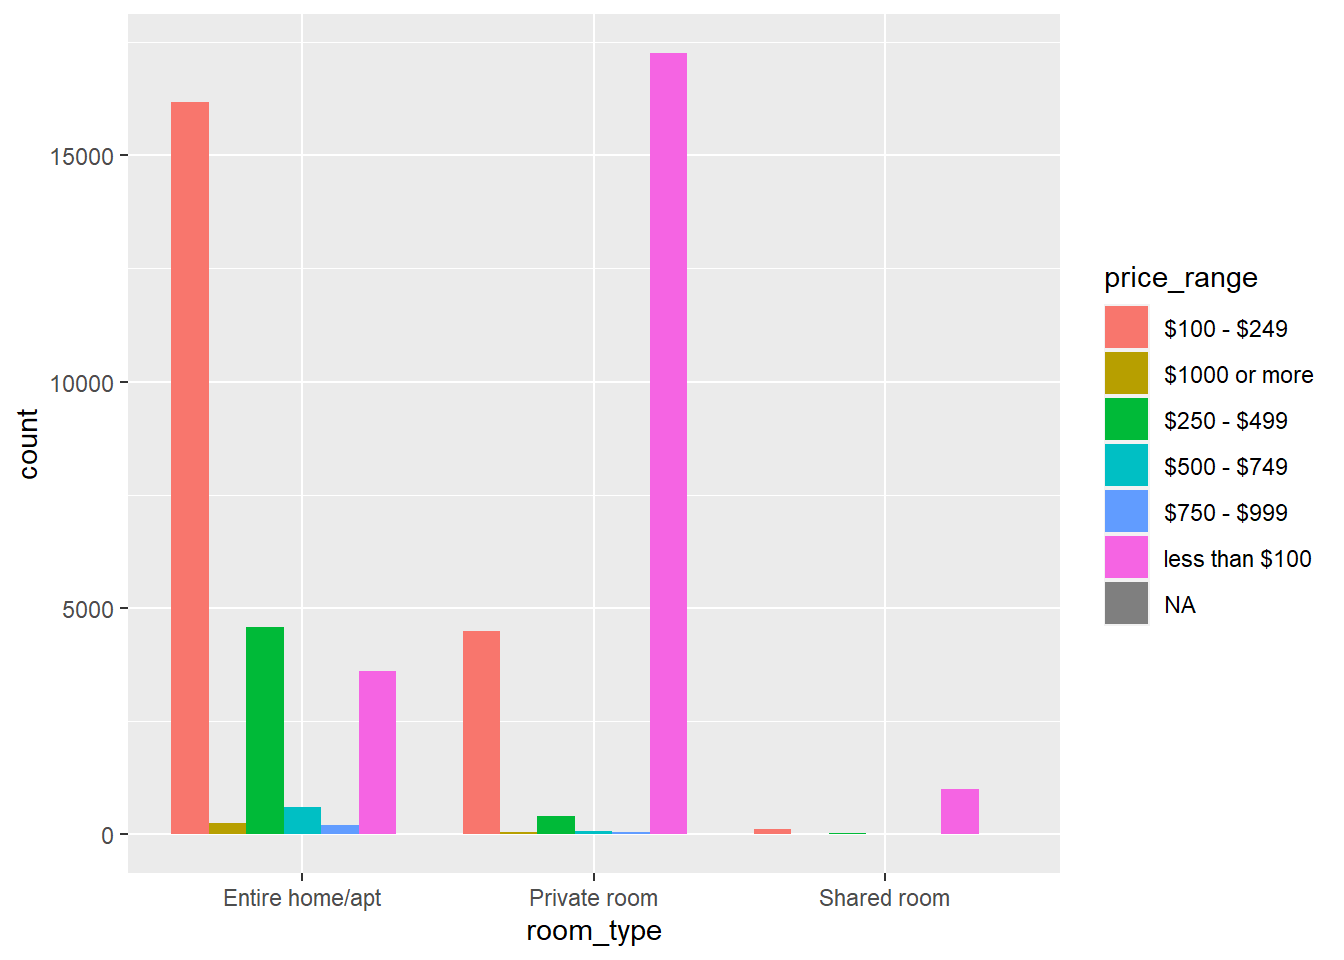 15000
10000
5000
0
count
Entire home/apt
Private room
Shared room
room_type
price_range
$100 - $249
$1000 or more
$250 - $499
$500 - $749
$750 - $999
less than $100
NA